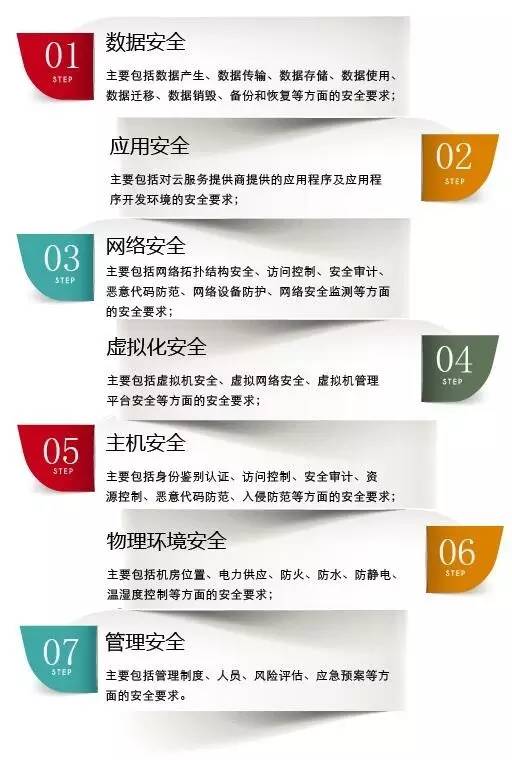 01
STEP
数据安全
主要包括数据产生、数据传输、数据存储、数据使用、
数据迁移、数据销毁、备份和恢复等方面的安全要求；
应用安全
02
STEP
主要包括对云服务提供商提供的应用程序及应用程
序开发环境的安全要求；
03
STEP
网络安全
主要包括网络拓扑结构安全、访问控制、安全审计、
恶意代码防范、网络设备防护、网络安全监测等方面
的安全要求；
虚拟化安全
04
STEP
主要包括虚拟机安全、虚拟网络安全、虚拟机管理
平台安全等方面的安全要求；
05
STEP
主机安全
主要包括身份鉴别认证、访问控制、安全审计、资
源控制、恶意代码防范、入侵防范等方面的安全要求；
物理环境安全
06
STEP
主要包括机房位置、电力供应、防火、防水、防静电、
温湿度控制等方面的安全要求；
07
STEP
管理安全
主要包括管理制度、人员、风险评估、应急预案等方
面的安全要求。